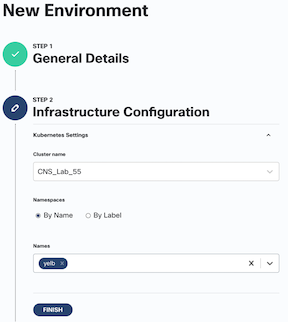 New Environment
STEP 1
General Details
STEP 2
Infrastructure Configuration
Kubernetes Settings
Cluster name
CNS_Lab_55
Namespaces
By Name By Label
Names
yelb
FINISH